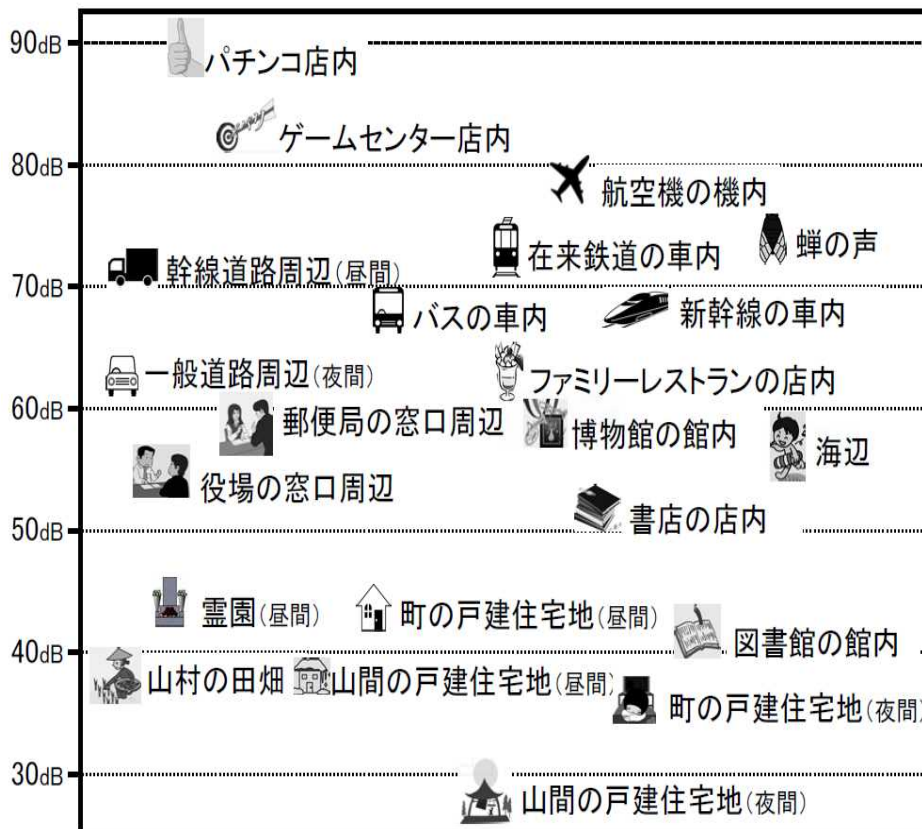 90dB
パチンコ店内
ゲームセンター店内
80dB
航空機の機内
蝉の声
在来鉄道の車内
幹線道路周辺(昼間)
70dB
バスの車内
新幹線の車内
一般道路周辺(夜間)
ファミリーレストランの店内
60dB
郵便局の窓口周辺
博物館の館内
海辺
役場の窓口周辺
書店の店内
50dB
霊園(昼間)
町の戸建住宅地(昼間)
図書館の館内
40dB
山村の田畑
山間の戸建住宅地(昼間)
町の戸建住宅地(夜間)
30dB
山間の戸建住宅地(夜間)